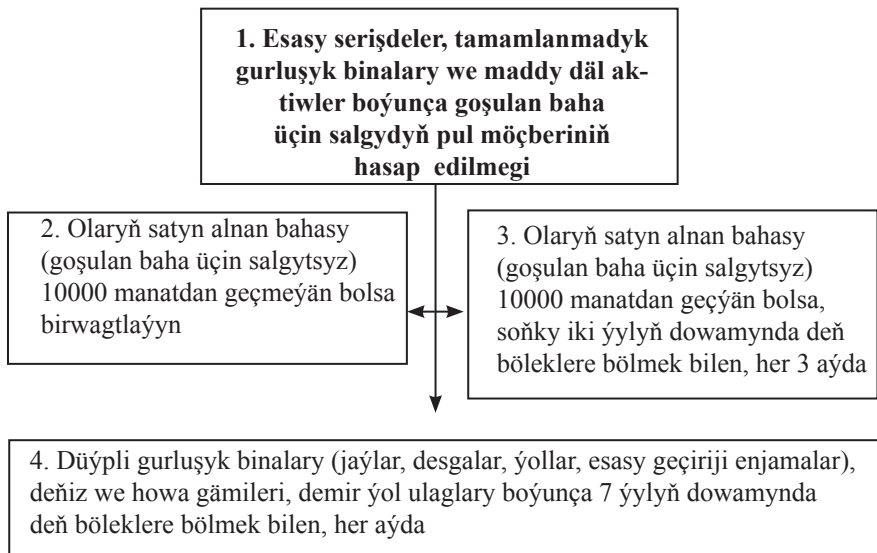 1. Esasy serişdeler, tamamlanmadyk
gurluşyk binalary we maddy däl ak-
tiwler boýunça goşulan baha
üçin salgydyň pul möçberiniň
hasap edilmegi
2. Olaryň satyn alnan bahasy
(goşulan baha üçin salgytsyz)
10000 manatdan geçmeýän bolsa
birwagtlaýyn
3. Olaryň satyn alnan bahasy
(goşulan baha üçin salgytsyz)
10000 manatdan geçýän bolsa,
soňky iki ýylyň dowamynda deň
böleklere bölmek bilen, her 3 aýda
4. Düýpli gurluşyk binalary (jaýlar, desgalar, ýollar, esasy geçiriji enjamalar),
deňiz we howa gämileri, demir ýol ulaglary boýunça 7 ýylyň dowamynda
deň böleklere bölmek bilen, her aýda